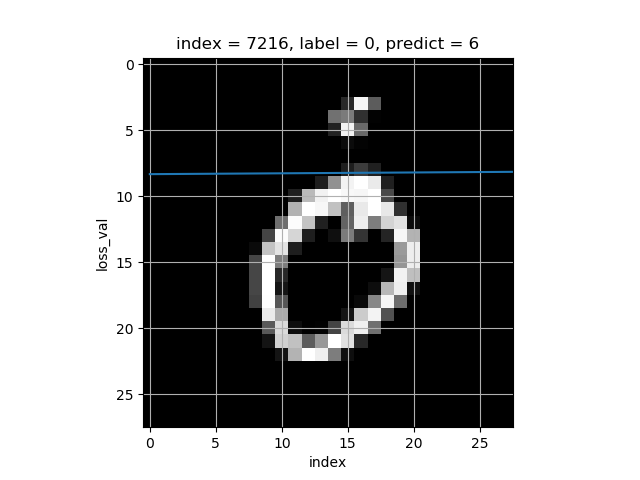 index = 7216, label = 0, predict = 6
0
5
10
15
20
25
loss_val
0 5 10 15 20 25
index